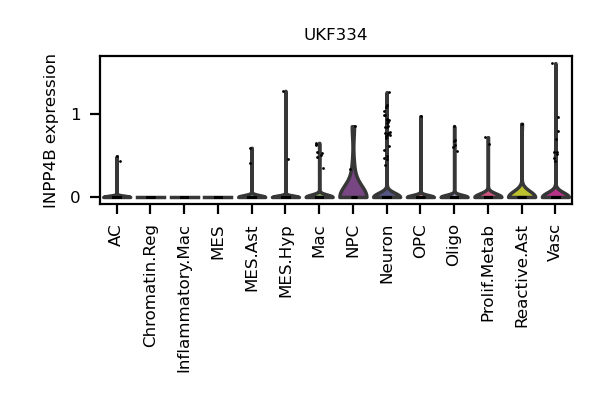 UKF334
INPP4B expression
1
0
AC
Chromatin.Reg
Inflammatory.Mac
MES
MES.Ast
MES.Hyp
Mac
NPC
Neuron
OPC
Oligo
Prolif.Metab
Reactive.Ast
Vasc